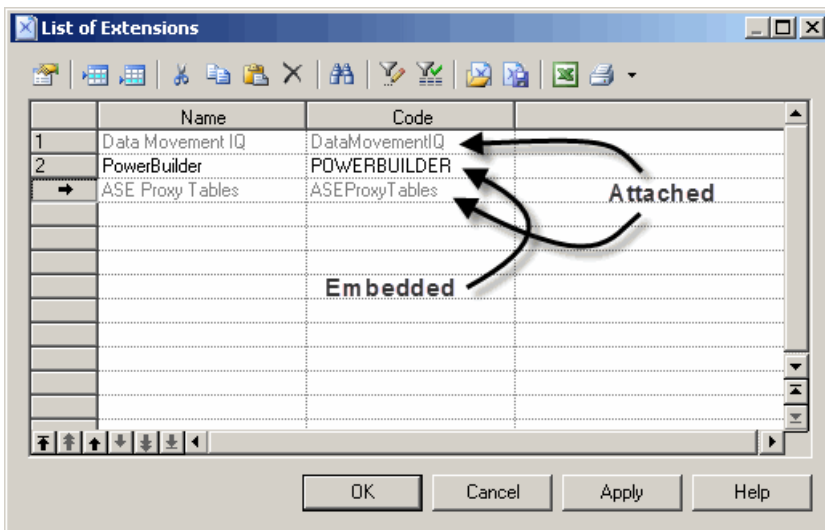 List of Extensions
Name Code
1 Data Movement IQ DataMovementIQ
2 PowerBuilder POWERBUILDER
ASE Proxy Tables ASEProxyTables
Attached
Embedded
OK Cancel Apply Help